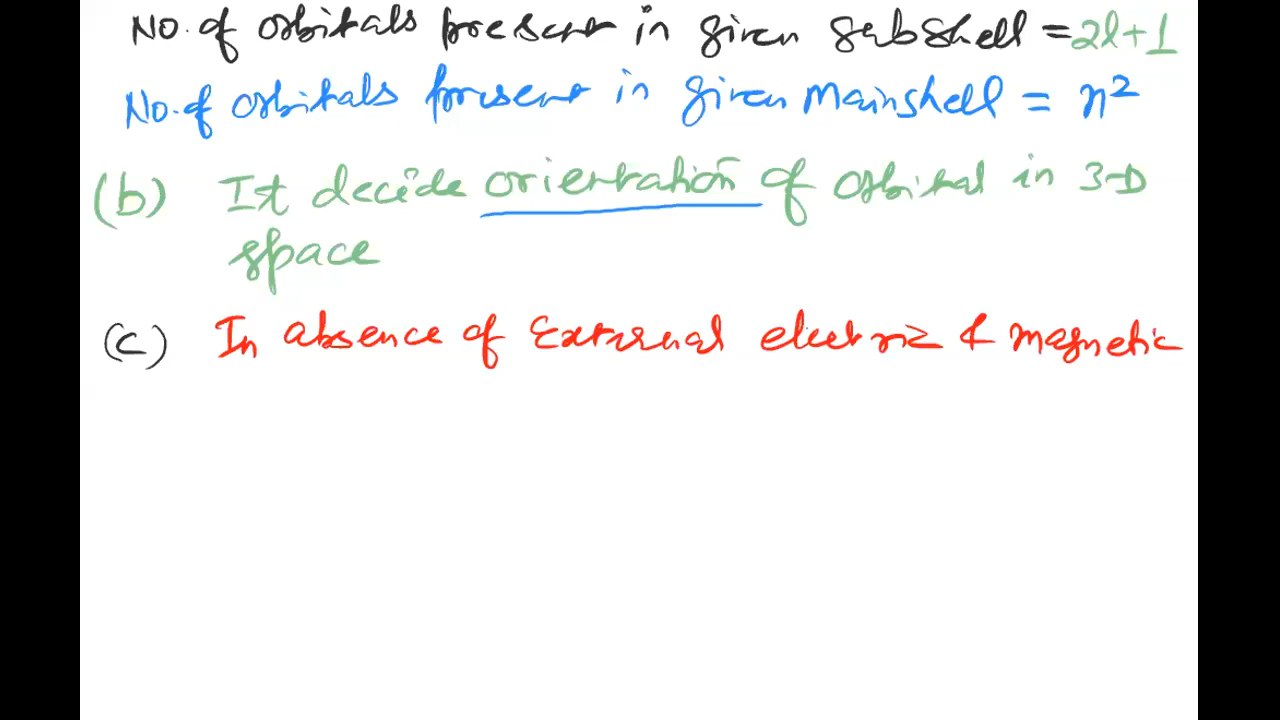 No. of orbitals present in given subshell = 2l+1
No. of orbitals present in given Mainshell = n²
(b) It decide orientation of orbital in 3-D
space
(c) In absence of External electric & magnetic